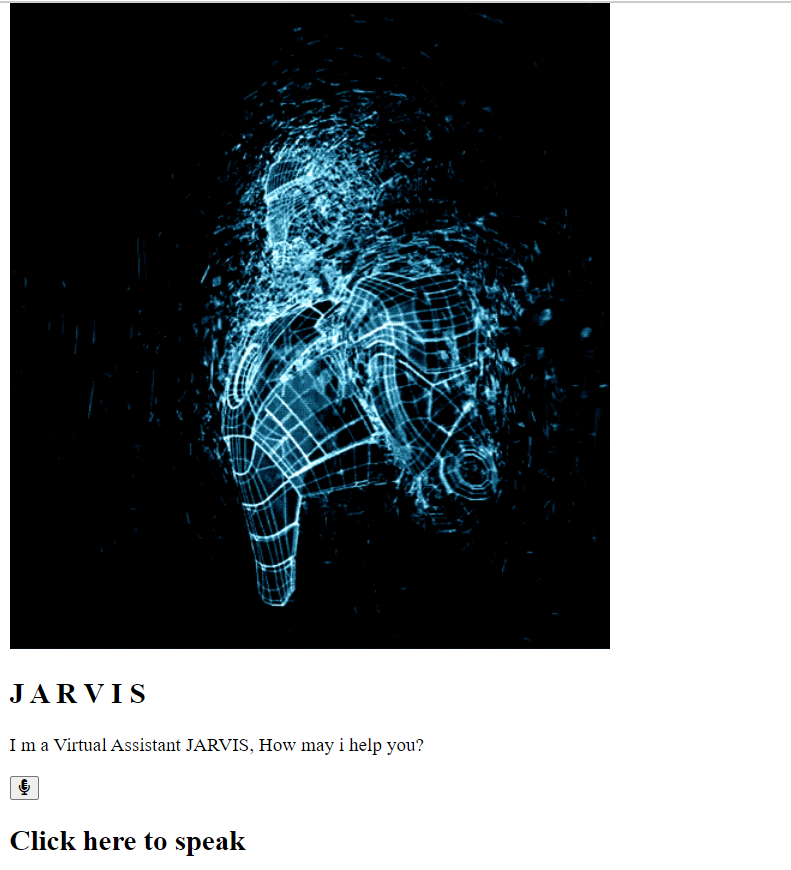 J A R V I S
I m a Virtual Assistant JARVIS, How may i help you?
Click here to speak